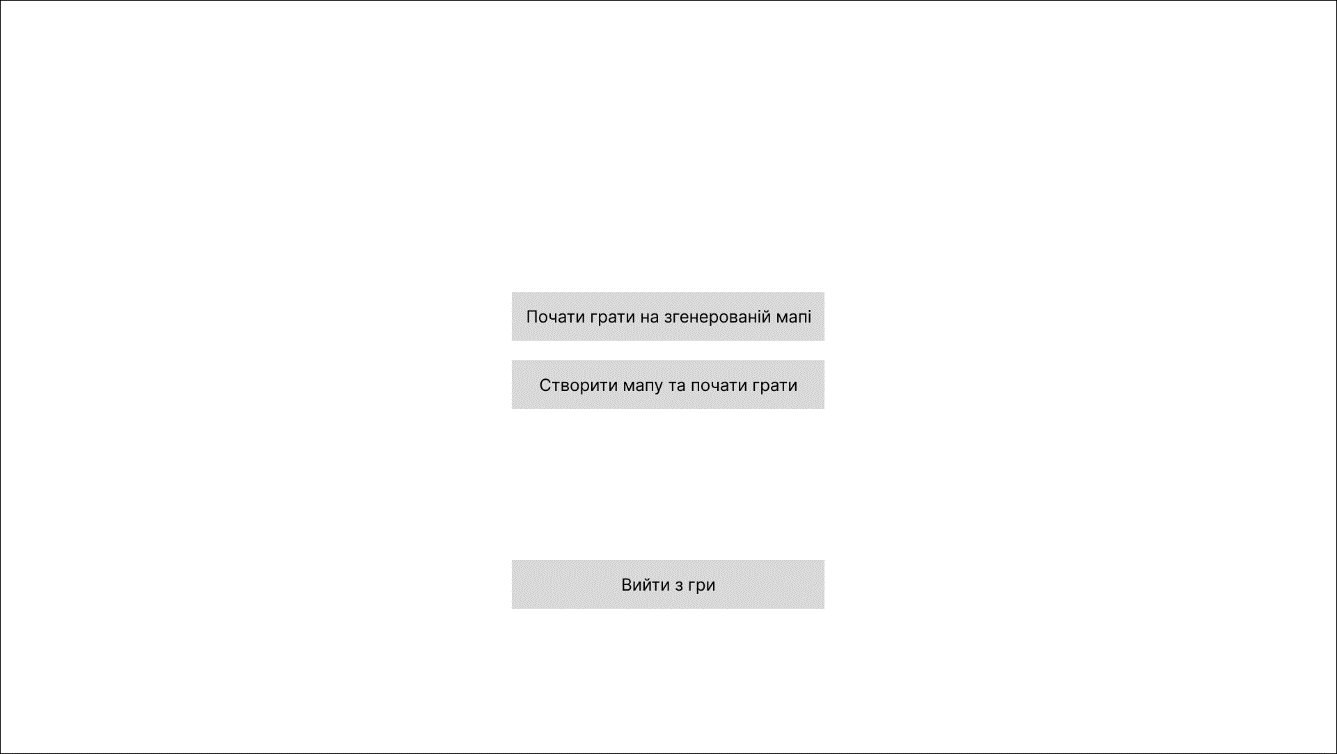 Почати грати на згенерованій мапі
Створити мапу та почати грати
Вийти з гри